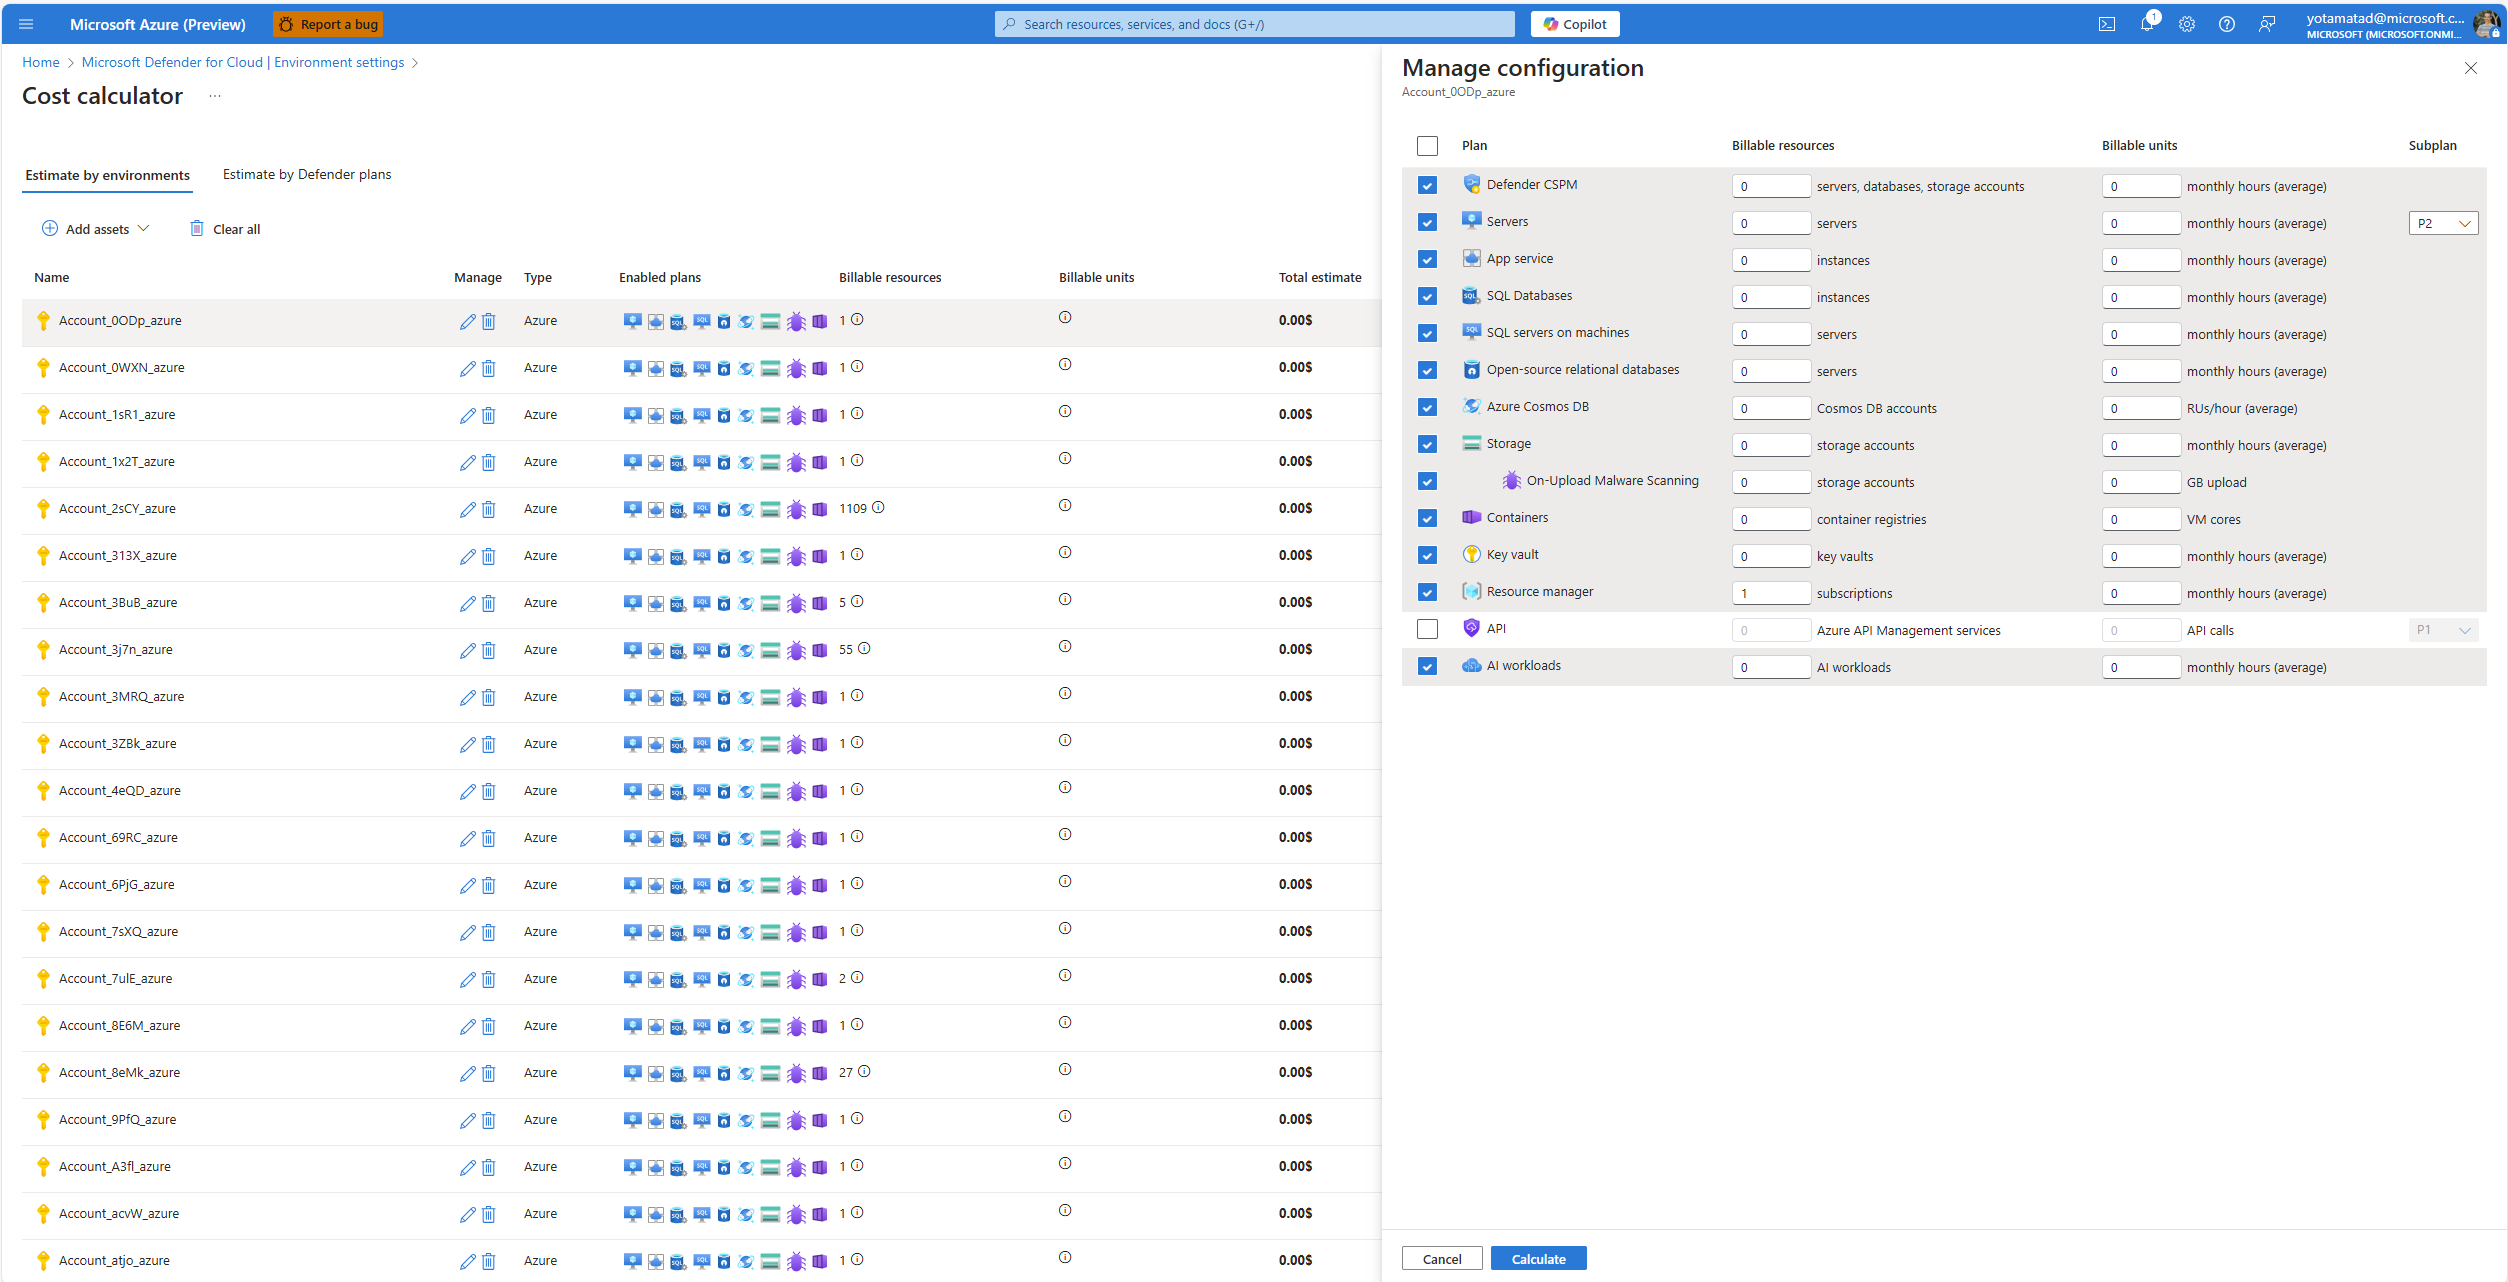 Microsoft Azure (Preview)
Report a bug
Search resources, services, and docs (G+/)
Copilot
1
yotamatad@microsoft.c...
MICROSOFT (MICROSOFT.ONMI...
Home > Microsoft Defender for Cloud | Environment settings >
Cost calculator ...
Estimate by environments
Estimate by Defender plans
Add assets
Clear all
Name Manage Type Enabled plans Billable resources Billable units Total estimate
Account_0ODp_azure Azure 1 0.00$
Account_0WXN_azure Azure 1 0.00$
Account_1sR1_azure Azure 1 0.00$
Account_1x2T_azure Azure 1 0.00$
Account_2sCY_azure Azure 1109 0.00$
Account_313X_azure Azure 1 0.00$
Account_3BuB_azure Azure 5 0.00$
Account_3j7n_azure Azure 55 0.00$
Account_3MRQ_azure Azure 1 0.00$
Account_3ZBk_azure Azure 1 0.00$
Account_4eQD_azure Azure 1 0.00$
Account_69RC_azure Azure 1 0.00$
Account_6PjG_azure Azure 1 0.00$
Account_7sXQ_azure Azure 1 0.00$
Account_7ulE_azure Azure 2 0.00$
Account_8E6M_azure Azure 1 0.00$
Account_8eMk_azure Azure 27 0.00$
Account_9PfQ_azure Azure 1 0.00$
Account_A3fl_azure Azure 1 0.00$
Account_acvW_azure Azure 1 0.00$
Account_atjo_azure Azure 1 0.00$
Manage configuration
Account_0ODp_azure
Plan Billable resources Billable units Subplan
Defender CSPM 0 servers, databases, storage accounts 0 monthly hours (average)
Servers 0 servers 0 monthly hours (average) P2
App service 0 instances 0 monthly hours (average)
SQL Databases 0 instances 0 monthly hours (average)
SQL servers on machines 0 servers 0 monthly hours (average)
Open-source relational databases 0 servers 0 monthly hours (average)
Azure Cosmos DB 0 Cosmos DB accounts 0 RUs/hour (average)
Storage 0 storage accounts 0 monthly hours (average)
On-Upload Malware Scanning 0 storage accounts 0 GB upload
Containers 0 container registries 0 VM cores
Key vault 0 key vaults 0 monthly hours (average)
Resource manager 1 subscriptions 0 monthly hours (average)
API 0 Azure API Management services 0 API calls P1
AI workloads 0 AI workloads 0 monthly hours (average)
Cancel
Calculate